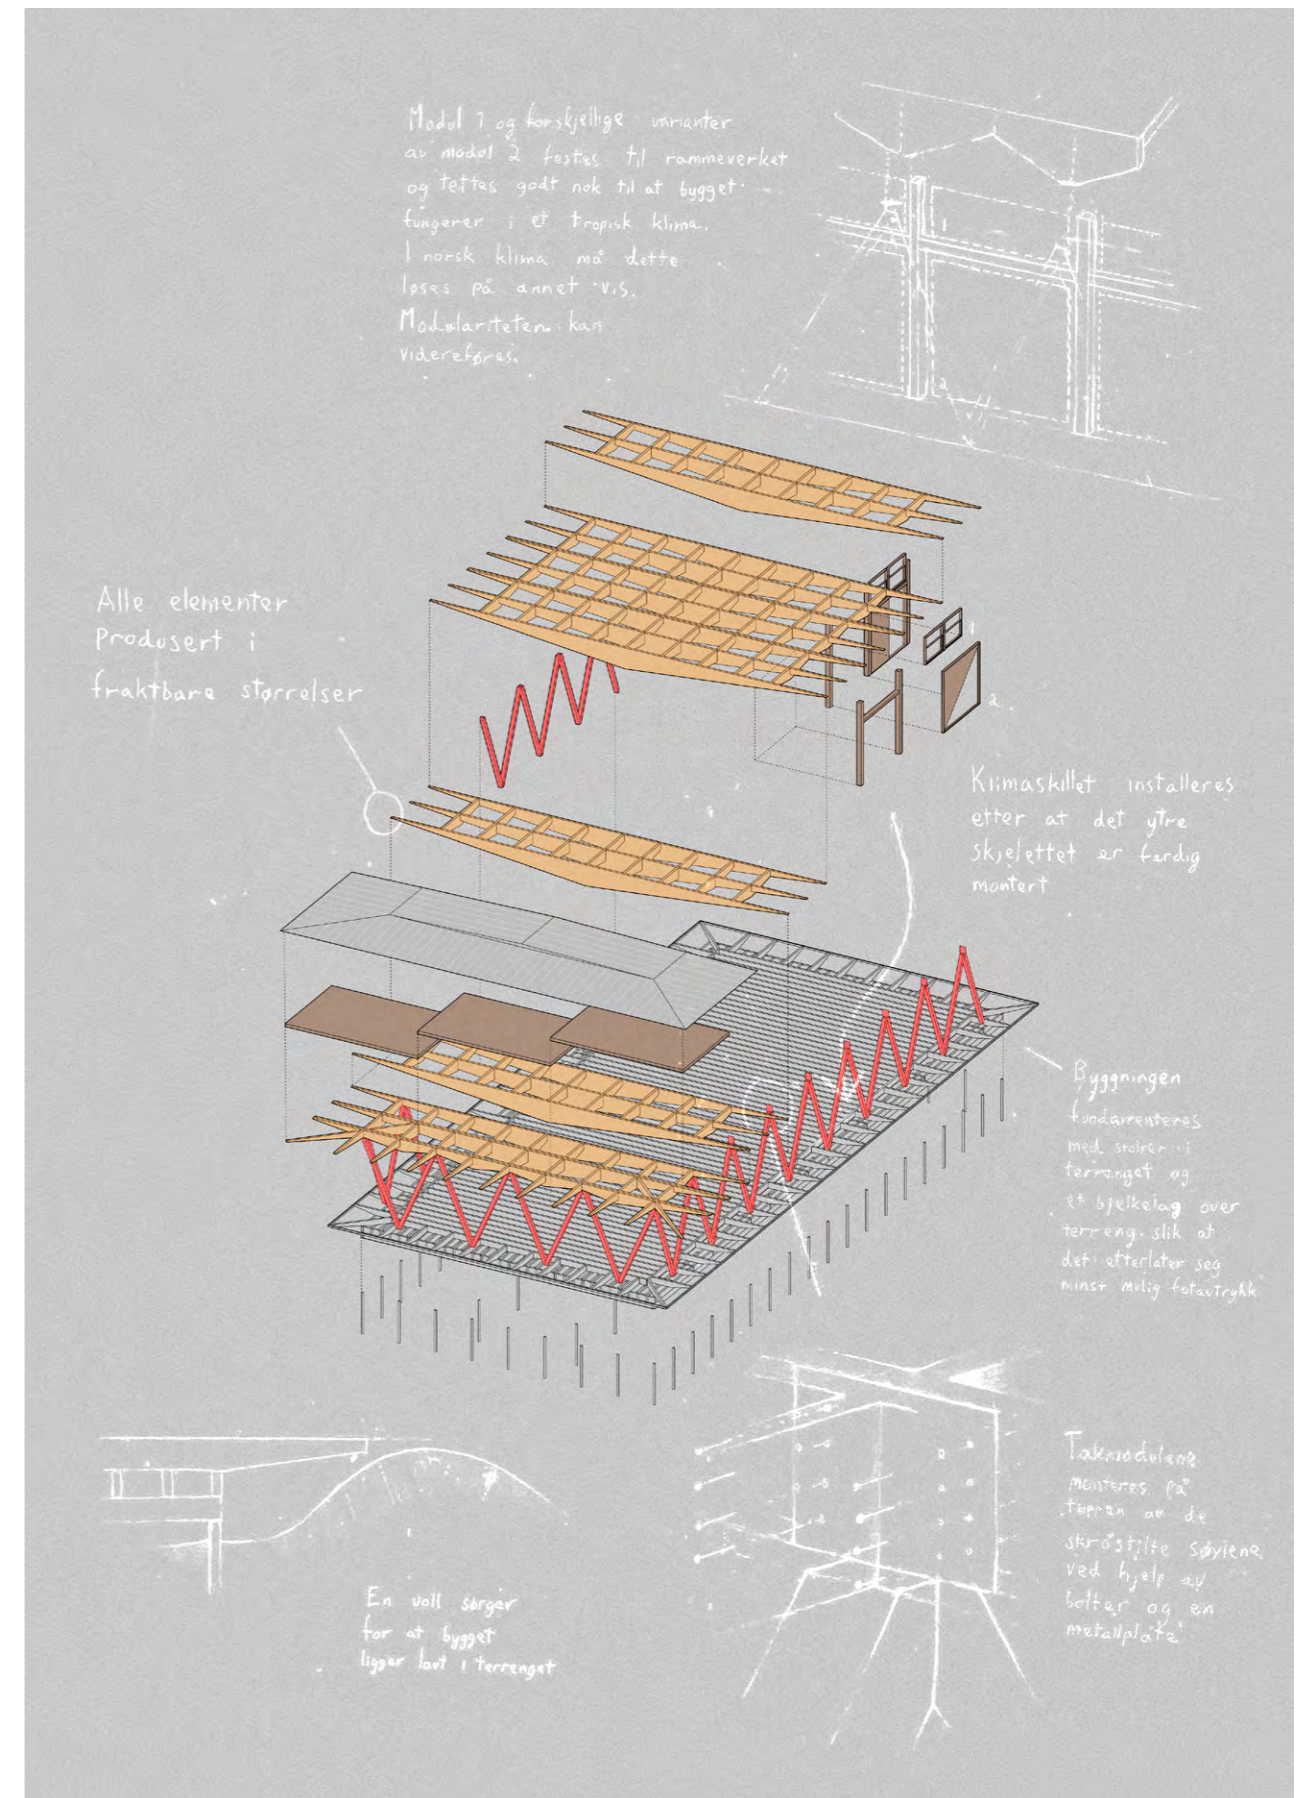 Modul 1 og forskjellige varianter
av modul 2 festes til rammeverket
og tettes godt nok til at bygget
fungerer i et tropisk klima.
I norsk klima må dette
løses på annet vis.
Modulariteten kan
videreføres.
1
2
Alle elementer
produsert i
fraktbare størrelser
1
2.
Klimaskillet installeres
etter at det ytre
skjelettet er ferdig
montert
Byggningen
fundamenteres
med stolper i
terrenget og
et bjelkelag over
terreng. slik at
det etterlater seg
minst mulig fotavtrykk
En voll sørger
for at bygget
ligger lavt i terrenget
Takmodulene
monteres på
toppen av de
skråstilte søylene
ved hjelp av
bolter og en
metallplate